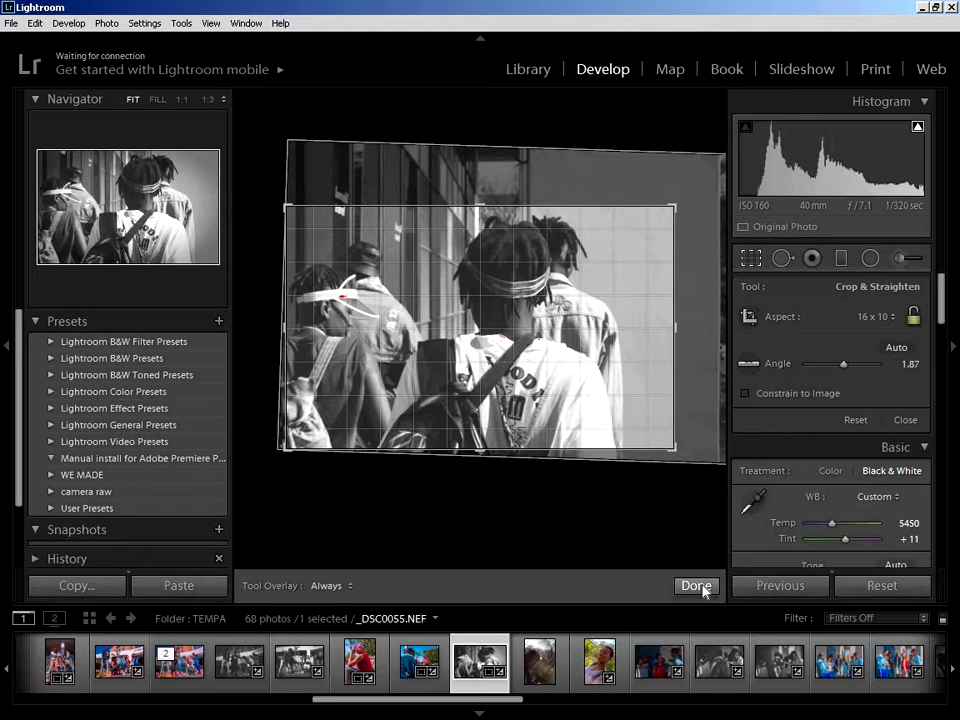 Lr Lightroom
File Edit Develop Photo Settings Tools View Window Help
Lr Waiting for connection
Get started with Lightroom mobile
Library Develop Map Book Slideshow Print Web
Navigator FIT FILL 1:1 1:3
Histogram
ISO 160 40 mm ƒ / 7.1 1/320 sec
Original Photo
Tool : Crop & Straighten
Aspect : 16 x 10
Auto
Angle 1.87
Constrain to Image
Reset Close
Basic
Treatment : Color Black & White
WB : Custom
Temp 5450
Tint + 11
Tone Auto
Presets +
Lightroom B&W Filter Presets
Lightroom B&W Presets
Lightroom B&W Toned Presets
Lightroom Color Presets
Lightroom Effect Presets
Lightroom General Presets
Lightroom Video Presets
Manual install for Adobe Premiere P...
WE MADE
camera raw
User Presets
Snapshots +
History ×
Copy... Paste
Tool Overlay : Always Done
Previous Reset
1 2 Folder : TEMPA 68 photos / 1 selected / _DSC0055.NEF Filter : Filters Off
2